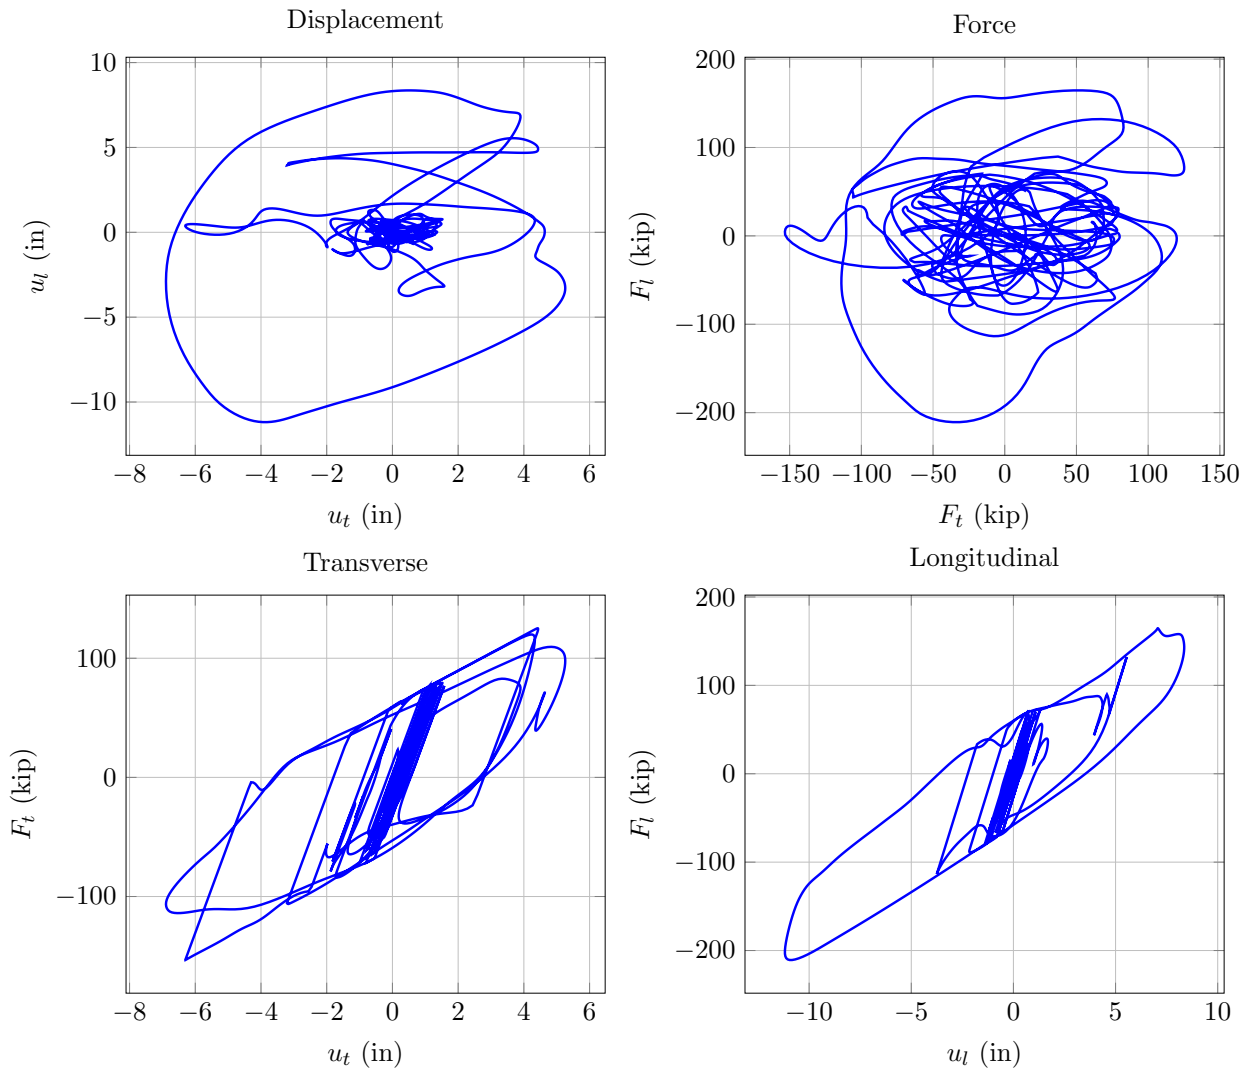 Displacement
10
5
0
−5
−10
u_l (in)
−8 −6 −4 −2 0 2 4 6
u_t (in)
Force
200
100
0
−100
−200
F_l (kip)
−150 −100 −50 0 50 100 150
F_t (kip)
Transverse
100
0
−100
F_t (kip)
−8 −6 −4 −2 0 2 4 6
u_t (in)
Longitudinal
200
100
0
−100
−200
F_l (kip)
−10 −5 0 5 10
u_l (in)